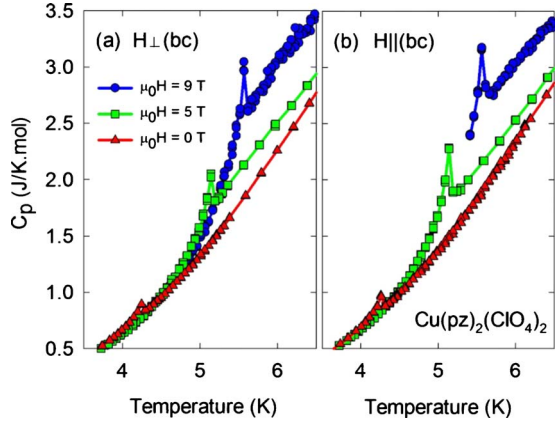 (a) H⊥(bc)
(b) H||(bc)
μ₀H = 9 T
μ₀H = 5 T
μ₀H = 0 T
Cu(pz)₂(ClO₄)₂
3.5
3.0
2.5
2.0
1.5
1.0
0.5
Cp (J/K.mol)
4 5 6
4 5 6
Temperature (K)
Temperature (K)